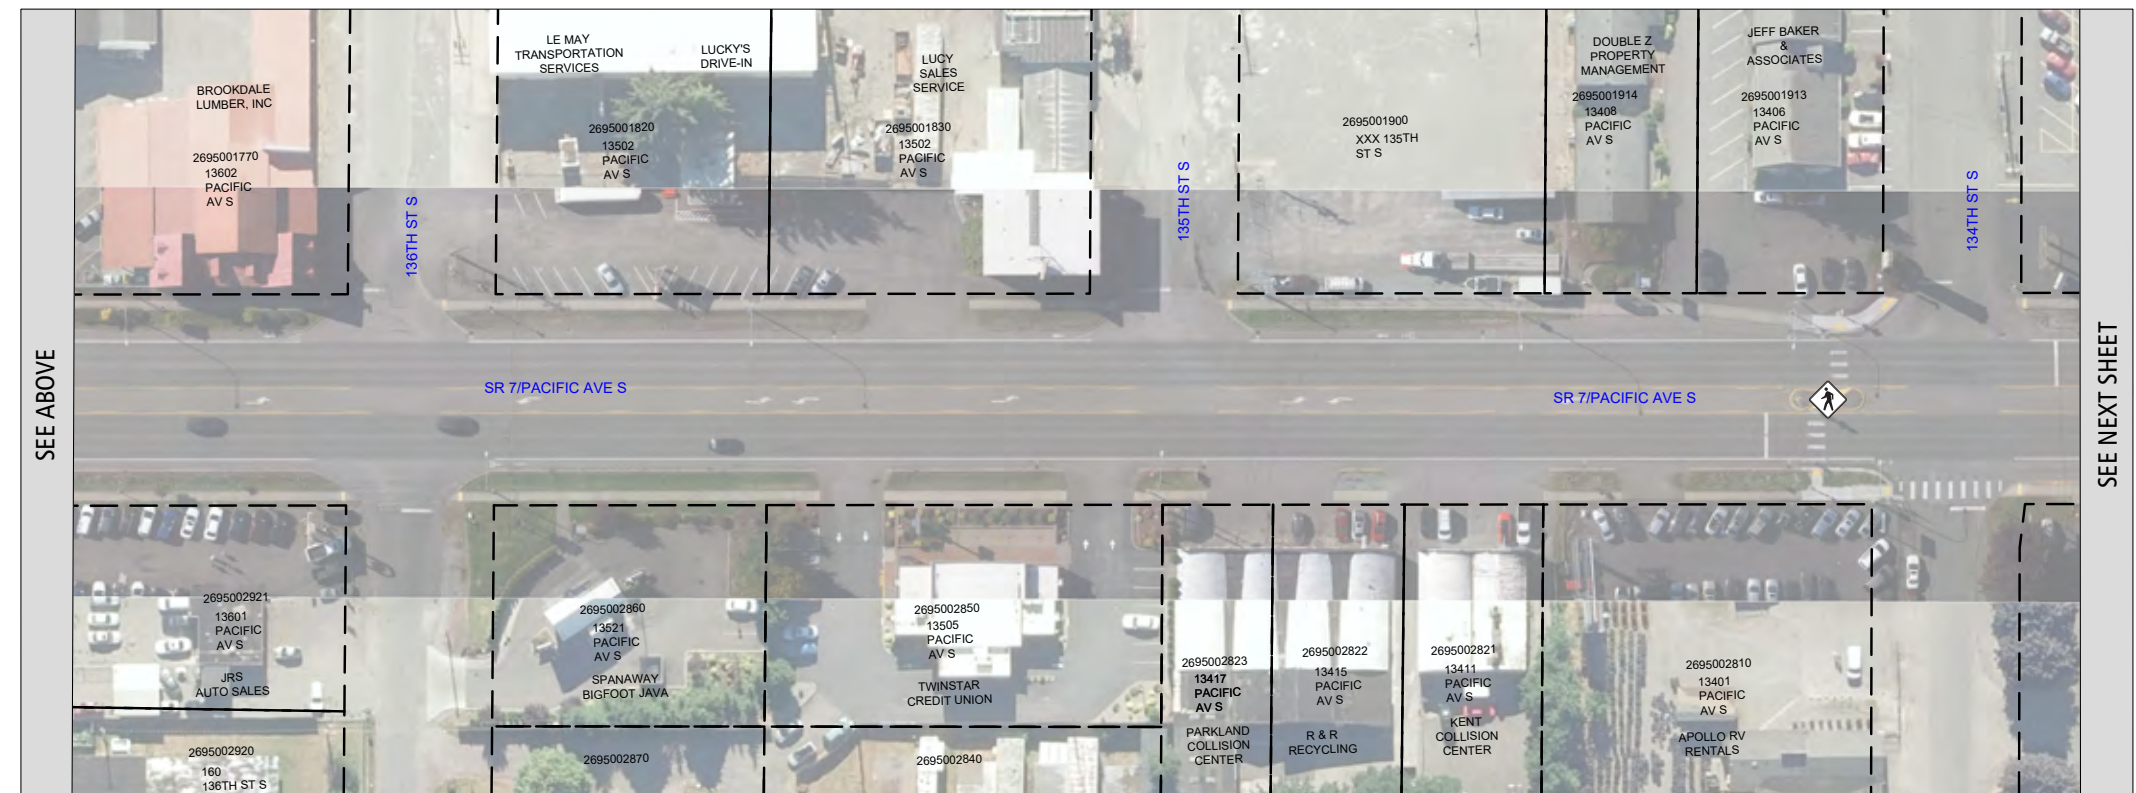 SEE ABOVE
BROOKDALE
LUMBER, INC
2695001770
13602
PACIFIC
AV S
136TH ST S
LE MAY
TRANSPORTATION
SERVICES
LUCKY'S
DRIVE-IN
2695001820
13502
PACIFIC
AV S
LUCY
SALES
SERVICE
2695001830
13502
PACIFIC
AV S
135TH ST S
2695001900
XXX 135TH
ST S
DOUBLE Z
PROPERTY
MANAGEMENT
2695001914
13408
PACIFIC
AV S
JEFF BAKER
&
ASSOCIATES
2695001913
13406
PACIFIC
AV S
134TH ST S
SR 7/PACIFIC AVE S
SR 7/PACIFIC AVE S
2695002921
13601
PACIFIC
AV S
JRS
AUTO SALES
2695002920
160
136TH ST S
2695002860
13521
PACIFIC
AV S
SPANAWAY
BIGFOOT JAVA
2695002870
2695002850
13505
PACIFIC
AV S
TWINSTAR
CREDIT UNION
2695002840
2695002823
13417
PACIFIC
AV S
PARKLAND
COLLISION
CENTER
2695002822
13415
PACIFIC
AV S
R & R
RECYCLING
2695002821
13411
PACIFIC
AV S
KENT
COLLISION
CENTER
2695002810
13401
PACIFIC
AV S
APOLLO RV
RENTALS
SEE NEXT SHEET